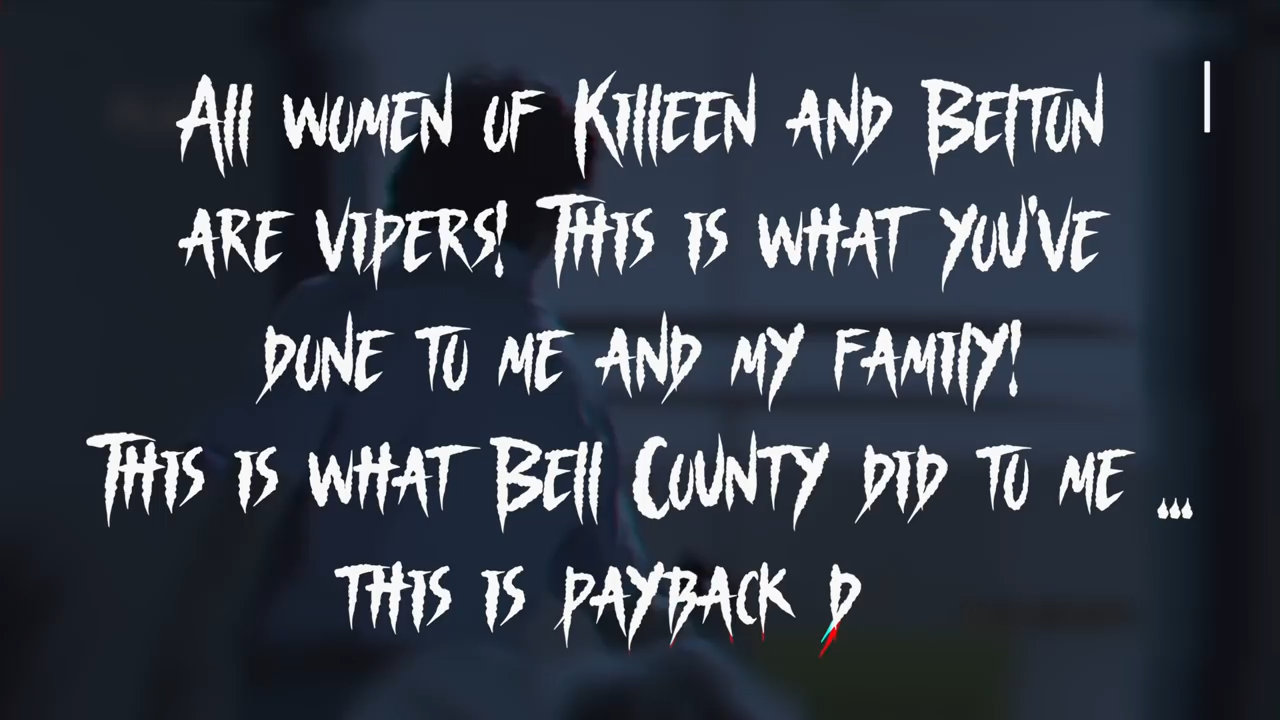 All women of Killeen and Belton
are vipers! This is what you've
done to me and my family!
This is what Bell County did to me ...
this is payback d